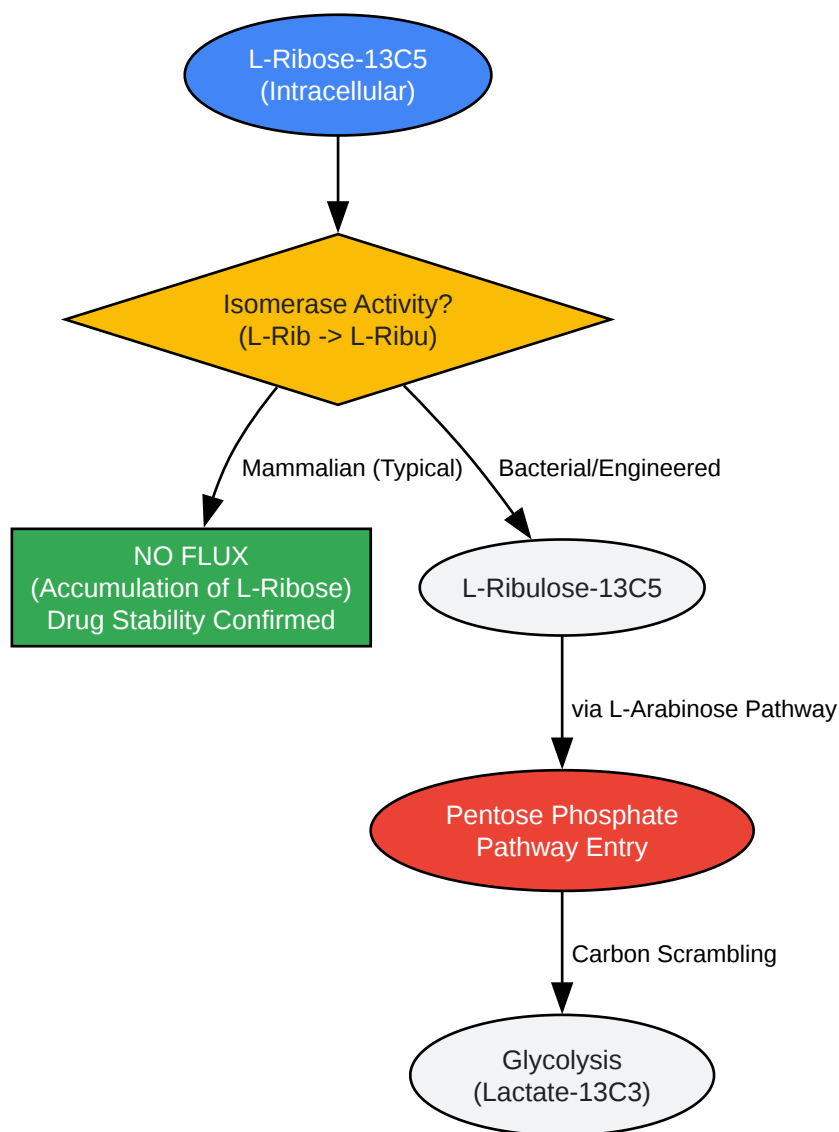 L-Ribose-13C5
(Intracellular)
Isomerase Activity?
(L-Rib -> L-Ribu)
Mammalian (Typical)
Bacterial/Engineered
NO FLUX
(Accumulation of L-Ribose)
Drug Stability Confirmed
L-Ribulose-13C5
via L-Arabinose Pathway
Pentose Phosphate
Pathway Entry
Carbon Scrambling
Glycolysis
(Lactate-13C3)